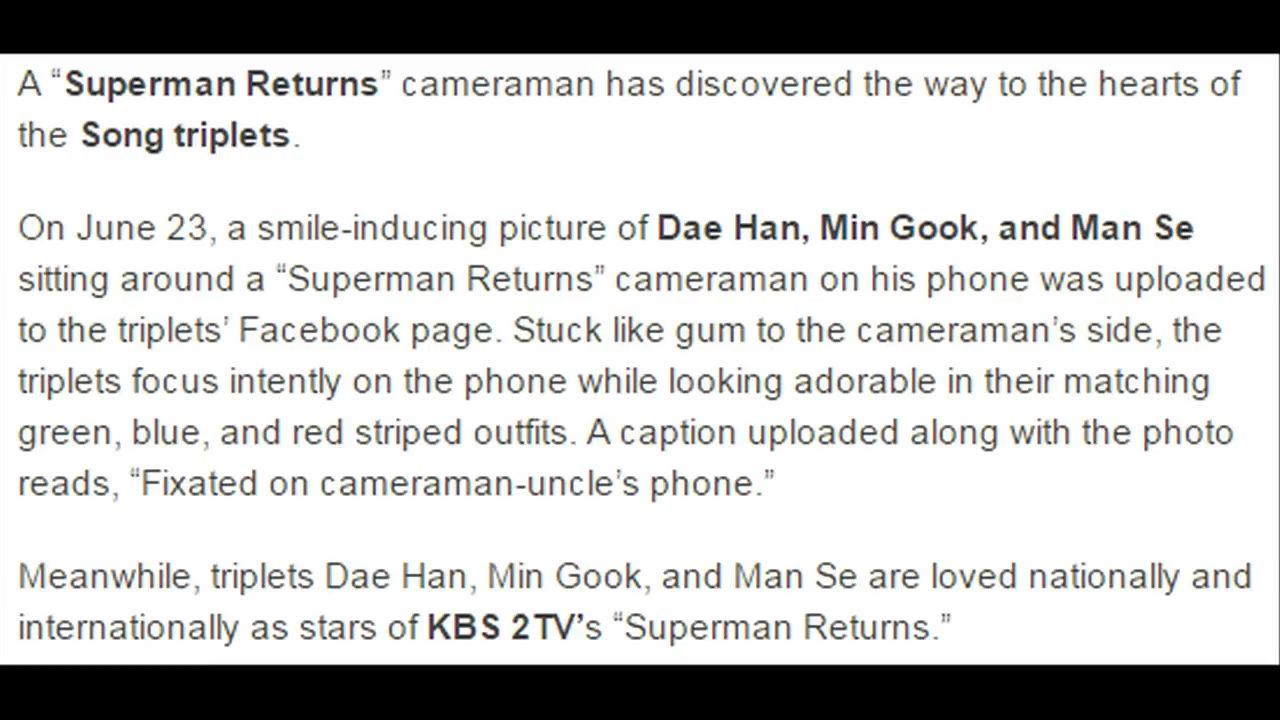 A “Superman Returns” cameraman has discovered the way to the hearts of
the Song triplets.
On June 23, a smile-inducing picture of Dae Han, Min Gook, and Man Se
sitting around a “Superman Returns” cameraman on his phone was uploaded
to the triplets’ Facebook page. Stuck like gum to the cameraman’s side, the
triplets focus intently on the phone while looking adorable in their matching
green, blue, and red striped outfits. A caption uploaded along with the photo
reads, “Fixated on cameraman-uncle’s phone.”
Meanwhile, triplets Dae Han, Min Gook, and Man Se are loved nationally and
internationally as stars of KBS 2TV’s “Superman Returns.”